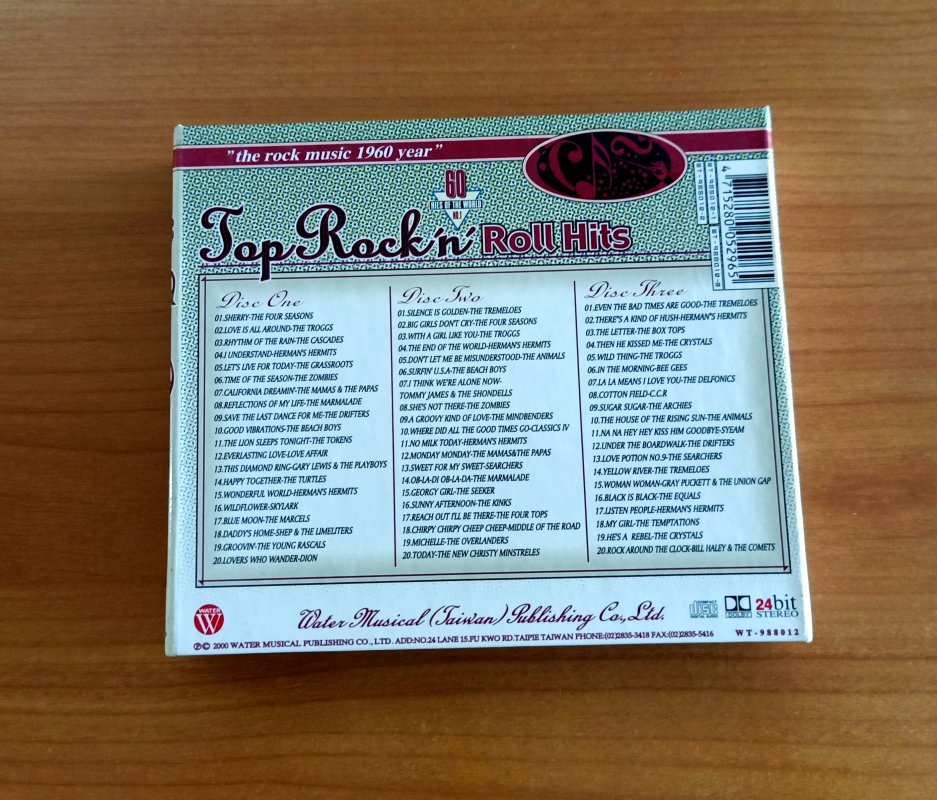 "the rock music 1960 year"
60
HITS OF THE WORLD
NO.1
Top Rock 'n' Roll Hits
4 715280 052965
WT-988012-1
WT-988012-2
WT-988012-3
Disc One
01.SHERRY-THE FOUR SEASONS
02.LOVE IS ALL AROUND-THE TROGGS
03.RHYTHM OF THE RAIN-THE CASCADES
04.I UNDERSTAND-HERMAN'S HERMITS
05.LET'S LIVE FOR TODAY-THE GRASSROOTS
06.TIME OF THE SEASON-THE ZOMBIES
07.CALIFORNIA DREAMIN'-THE MAMAS & THE PAPAS
08.REFLECTIONS OF MY LIFE-THE MARMALADE
09.SAVE THE LAST DANCE FOR ME-THE DRIFTERS
10.GOOD VIBRATIONS-THE BEACH BOYS
11.THE LION SLEEPS TONIGHT-THE TOKENS
12.EVERLASTING LOVE-LOVE AFFAIR
13.THIS DIAMOND RING-GARY LEWIS & THE PLAYBOYS
14.HAPPY TOGETHER-THE TURTLES
15.WONDERFUL WORLD-HERMAN'S HERMITS
16.WILDFLOWER-SKYLARK
17.BLUE MOON-THE MARCELS
18.DADDY'S HOME-SHEP & THE LIMELITERS
19.GROOVIN'-THE YOUNG RASCALS
20.LOVERS WHO WANDER-DION
Disc Two
01.SILENCE IS GOLDEN-THE TREMELOES
02.BIG GIRLS DON'T CRY-THE FOUR SEASONS
03.WITH A GIRL LIKE YOU-THE TROGGS
04.THE END OF THE WORLD-HERMAN'S HERMITS
05.DON'T LET ME BE MISUNDERSTOOD-THE ANIMALS
06.SURFIN' U.S.A-THE BEACH BOYS
07.I THINK WE'RE ALONE NOW-
TOMMY JAMES & THE SHONDELLS
08.SHE'S NOT THERE-THE ZOMBIES
09.A GROOVY KIND OF LOVE-THE MINDBENDERS
10.WHERE DID ALL THE GOOD TIMES GO-CLASSICS IV
11.NO MILK TODAY-HERMAN'S HERMITS
12.MONDAY MONDAY-THE MAMAS&THE PAPAS
13.SWEET FOR MY SWEET-SEARCHERS
14.OB-LA-DI OB-LA-DA-THE MARMALADE
15.GEORGY GIRL-THE SEEKER
16.SUNNY AFTERNOON-THE KINKS
17.REACH OUT I'LL BE THERE-THE FOUR TOPS
18.CHIRPY CHIRPY CHEEP CHEEP-MIDDLE OF THE ROAD
19.MICHELLE-THE OVERLANDERS
20.TODAY-THE NEW CHRISTY MINSTRELES
Disc Three
01.EVEN THE BAD TIMES ARE GOOD-THE TREMELOES
02.THERE"S A KIND OF HUSH-HERMAN"S HERMITS
03.THE LETTER-THE BOX TOPS
04.THEN HE KISSED ME-THE CRYSTALS
05.WILD THING-THE TROGGS
06.IN THE MORNING-BEE GEES
07.LA LA MEANS I LOVE YOU-THE DELFONICS
08.COTTON FIELD-C.C.R
09.SUGAR SUGAR-THE ARCHIES
10.THE HOUSE OF THE RISING SUN-THE ANIMALS
11.NA NA HEY HEY KISS HIM GOODBYE-SYEAM
12.UNDER THE BOARDWALK-THE DRIFTERS
13.LOVE POTION NO.9-THE SEARCHERS
14.YELLOW RIVER-THE TREMELOES
15.WOMAN WOMAN-GRAY PUCKETT & THE UNION GAP
16.BLACK IS BLACK-THE EQUALS
17.LISTEN PEOPLE-HERMAN'S HERMITS
18.MY GIRL-THE TEMPTATIONS
19.HE'S A REBEL-THE CRYSTALS
20.ROCK AROUND THE CLOCK-BILL HALEY & THE COMETS
WATER
W
Water Musical (Taiwan) Publishing Co,.Ltd.
COMPACT
disc
DIGITAL AUDIO
DOLBY
24bit
STEREO
℗© 2000 WATER MUSICAL PUBLISHING CO., LTD. ADD:NO.24 LANE 15.FU KWO RD.TAIPIE TAIWAN PHONE:(02)2835-3418 FAX:(02)2835-5416
WT-988012